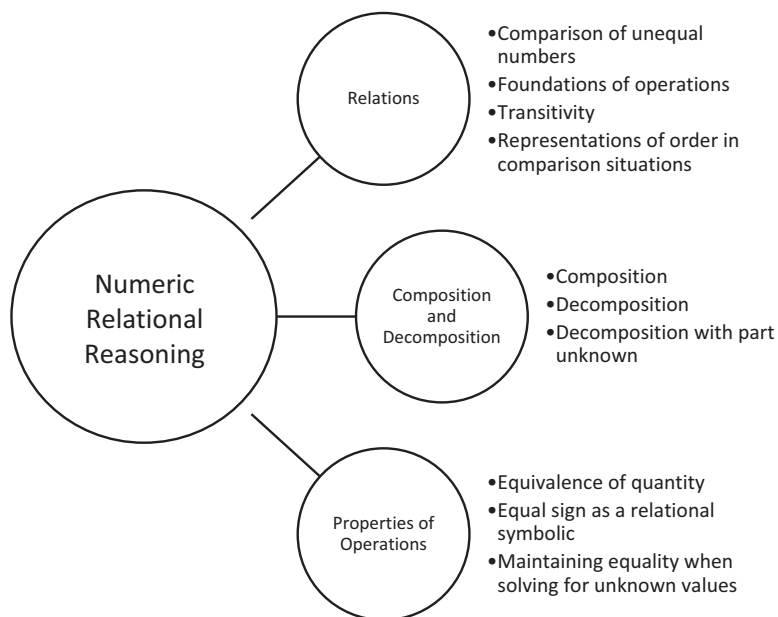 Numeric
Relational
Reasoning
Relations
•Comparison of unequal
numbers
•Foundations of operations
•Transitivity
•Representations of order in
comparison situations
Composition
and
Decomposition
•Composition
•Decomposition
•Decomposition with part
unknown
Properties of
Operations
•Equivalence of quantity
•Equal sign as a relational
symbolic
•Maintaining equality when
solving for unknown values